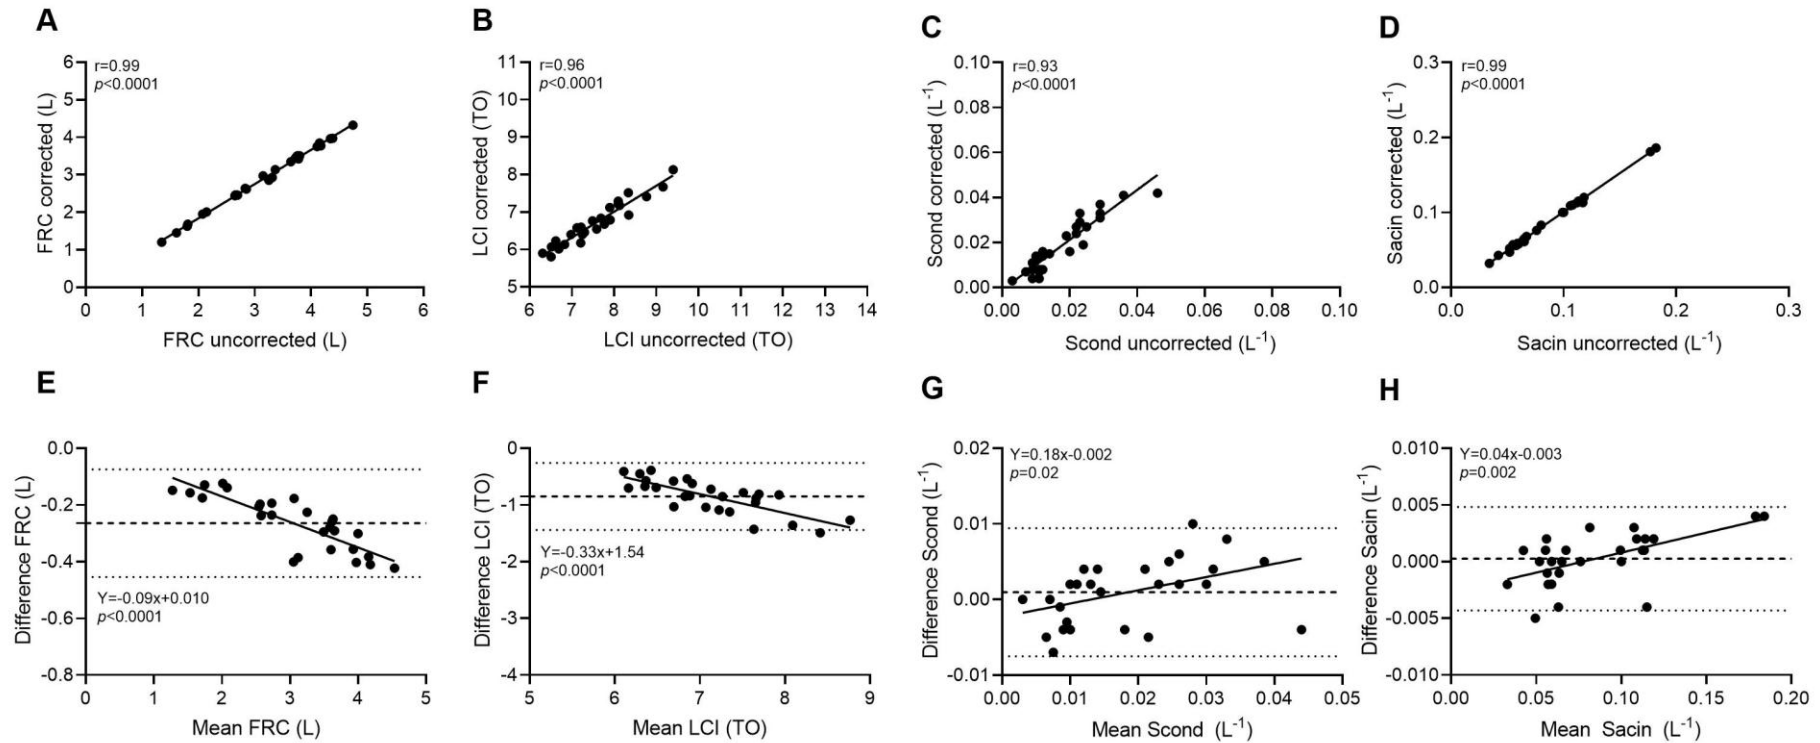 A
r=0.99
p<0.0001
6
5
4
3
2
1
0
0
1
2
3
4
5
6
FRC corrected (L)
FRC uncorrected (L)
B
r=0.96
p<0.0001
11
10
9
8
7
6
5
6
7
8
9
10
11
12
13
14
LCI corrected (TO)
LCI uncorrected (TO)
C
r=0.93
p<0.0001
0.10
0.08
0.06
0.04
0.02
0.00
0.00
0.02
0.04
0.06
0.08
0.10
Scond corrected (L⁻¹)
Scond uncorrected (L⁻¹)
D
r=0.99
p<0.0001
0.3
0.2
0.1
0.0
0.0
0.1
0.2
0.3
Sacin corrected (L⁻¹)
Sacin uncorrected (L⁻¹)
E
0.0
-0.2
-0.4
-0.6
-0.8
Y=-0.09x+0.010
p<0.0001
0
1
2
3
4
5
Difference FRC (L)
Mean FRC (L)
F
0
-1
-2
-3
-4
Y=-0.33x+1.54
p<0.0001
5
6
7
8
9
Difference LCI (TO)
Mean LCI (TO)
G
Y=0.18x-0.002
p=0.02
0.02
0.01
0.00
-0.01
0.00
0.01
0.02
0.03
0.04
0.05
Difference Scond (L⁻¹)
Mean Scond (L⁻¹)
H
Y=0.04x-0.003
p=0.002
0.010
0.005
0.000
-0.005
-0.010
0.00
0.05
0.10
0.15
0.20
Difference Sacin (L⁻¹)
Mean Sacin (L⁻¹)